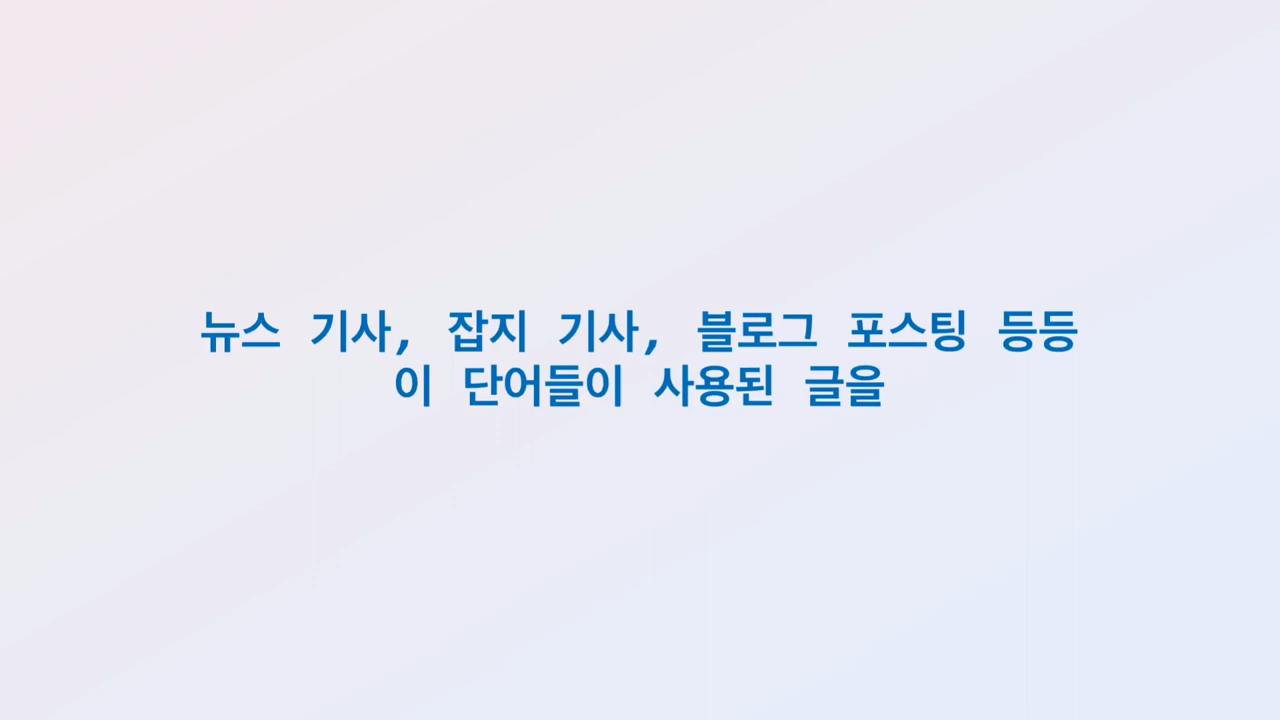 뉴스 기사, 잡지 기사, 블로그 포스팅 등등
이 단어들이 사용된 글을